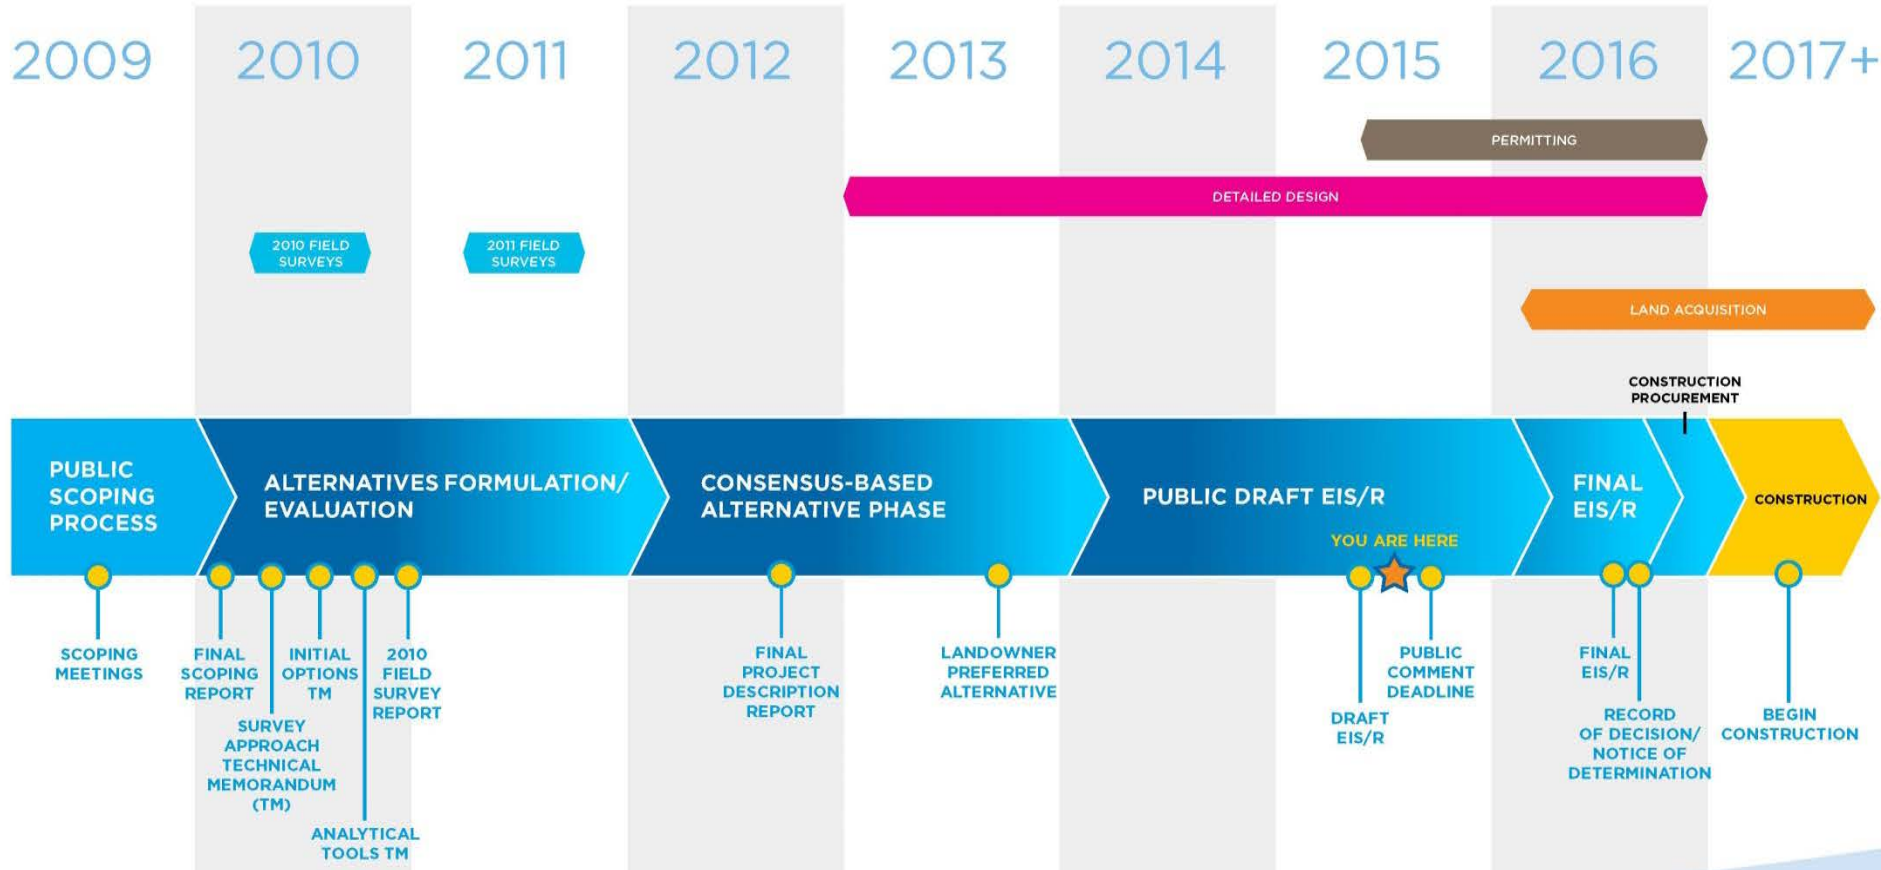 2009
2010
2011
2012
2013
2014
2015
2016
2017+
PERMITTING
DETAILED DESIGN
2010 FIELD
SURVEYS
2011 FIELD
SURVEYS
LAND ACQUISITION
CONSTRUCTION
PROCUREMENT
PUBLIC
SCOPING
PROCESS
ALTERNATIVES FORMULATION/
EVALUATION
CONSENSUS-BASED
ALTERNATIVE PHASE
PUBLIC DRAFT EIS/R
FINAL
EIS/R
CONSTRUCTION
YOU ARE HERE
SCOPING
MEETINGS
FINAL
SCOPING
REPORT
SURVEY
APPROACH
TECHNICAL
MEMORANDUM
(TM)
INITIAL
OPTIONS
TM
ANALYTICAL
TOOLS TM
2010
FIELD
SURVEY
REPORT
FINAL
PROJECT
DESCRIPTION
REPORT
LANDOWNER
PREFERRED
ALTERNATIVE
DRAFT
EIS/R
PUBLIC
COMMENT
DEADLINE
FINAL
EIS/R
RECORD
OF DECISION/
NOTICE OF
DETERMINATION
BEGIN
CONSTRUCTION